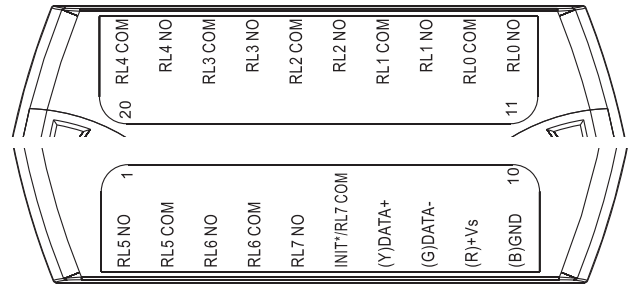 RL4 COM
RL4 NO
RL3 COM
RL3 NO
RL2 COM
RL2 NO
RL1 COM
RL1 NO
RL0 COM
RL0 NO
20
11
1
10
RL5 NO
RL5 COM
RL6 NO
RL6 COM
RL7 NO
INIT*/RL7 COM
(Y)DATA+
(G)DATA-
(R)+Vs
(B)GND